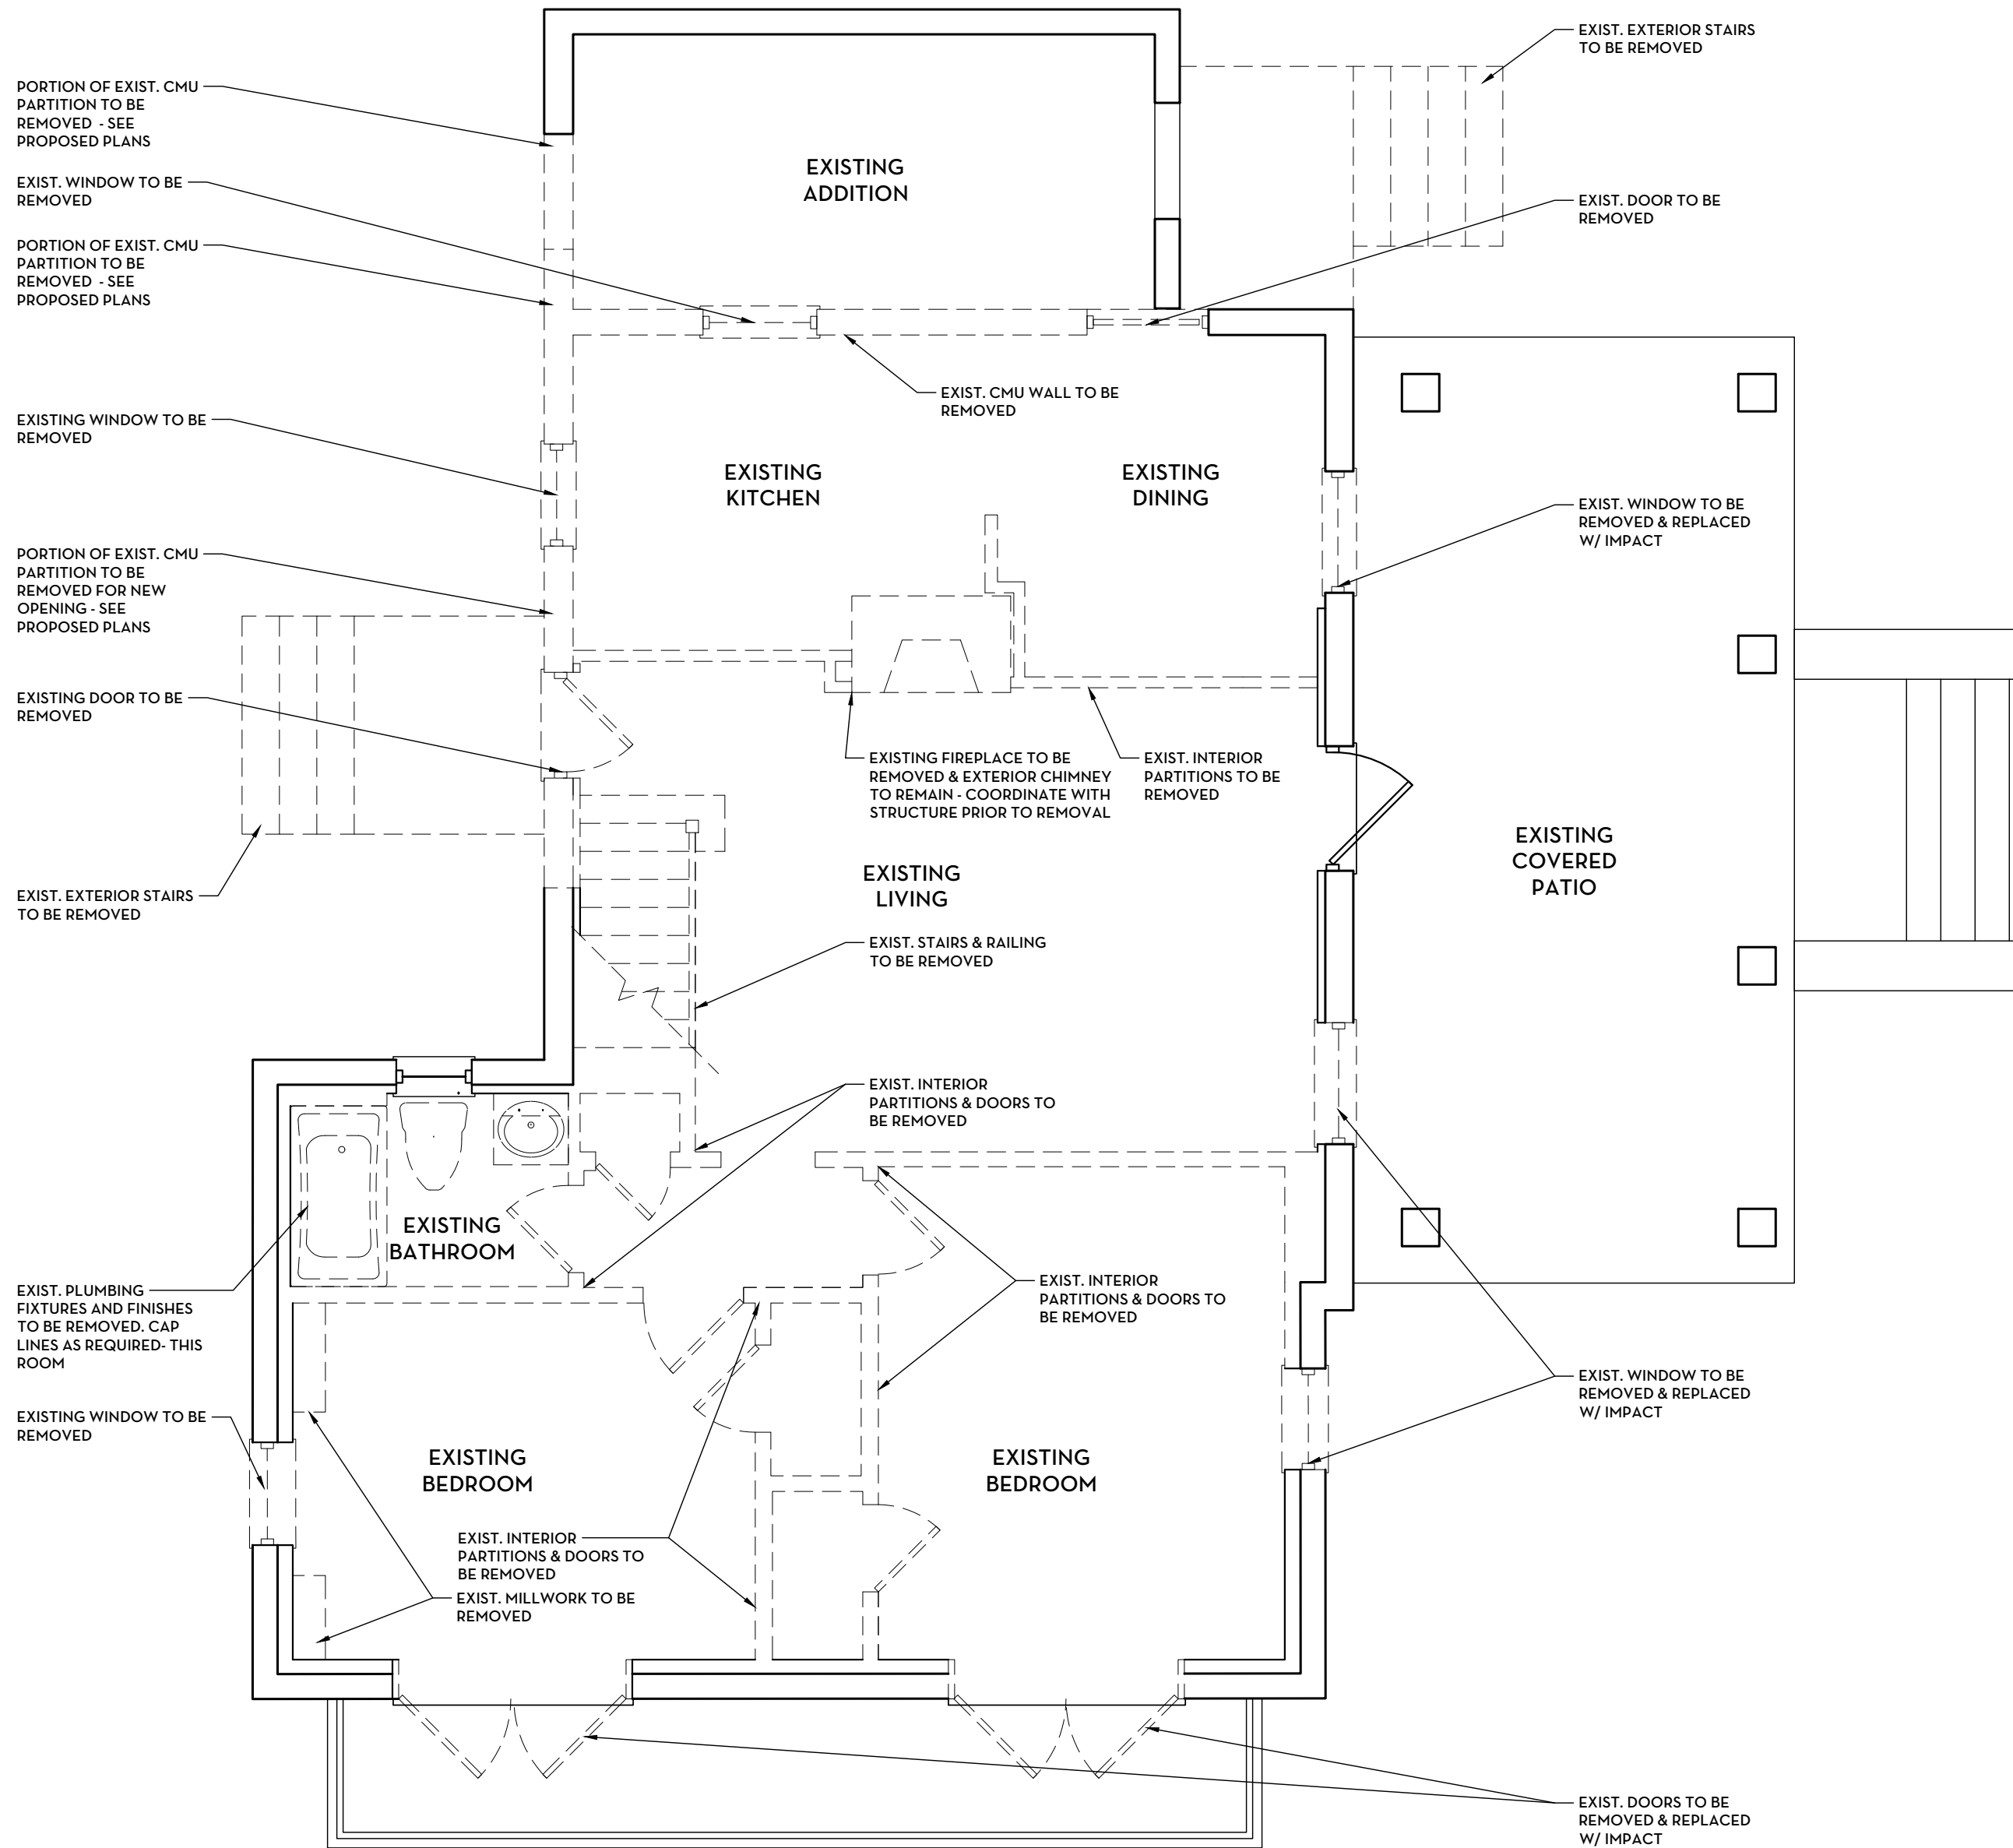 PORTION OF EXIST. CMU
PARTITION TO BE
REMOVED - SEE
PROPOSED PLANS
EXIST. WINDOW TO BE
REMOVED
PORTION OF EXIST. CMU
PARTITION TO BE
REMOVED - SEE
PROPOSED PLANS
EXISTING WINDOW TO BE
REMOVED
PORTION OF EXIST. CMU
PARTITION TO BE
REMOVED FOR NEW
OPENING - SEE
PROPOSED PLANS
EXISTING DOOR TO BE
REMOVED
EXIST. EXTERIOR STAIRS
TO BE REMOVED
EXIST. PLUMBING
FIXTURES AND FINISHES
TO BE REMOVED. CAP
LINES AS REQUIRED- THIS
ROOM
EXISTING WINDOW TO BE
REMOVED
EXISTING
ADDITION
EXIST. CMU WALL TO BE
REMOVED
EXISTING
KITCHEN
EXISTING
DINING
EXISTING FIREPLACE TO BE
REMOVED & EXTERIOR CHIMNEY
TO REMAIN - COORDINATE WITH
STRUCTURE PRIOR TO REMOVAL
EXIST. INTERIOR
PARTITIONS TO BE
REMOVED
EXISTING
LIVING
EXIST. STAIRS & RAILING
TO BE REMOVED
EXIST. INTERIOR
PARTITIONS & DOORS TO
BE REMOVED
EXISTING
BATHROOM
EXIST. INTERIOR
PARTITIONS & DOORS TO
BE REMOVED
EXISTING
BEDROOM
EXISTING
BEDROOM
EXIST. INTERIOR
PARTITIONS & DOORS TO
BE REMOVED
EXIST. MILLWORK TO BE
REMOVED
EXIST. EXTERIOR STAIRS
TO BE REMOVED
EXIST. DOOR TO BE
REMOVED
EXIST. WINDOW TO BE
REMOVED & REPLACED
W/ IMPACT
EXISTING
COVERED
PATIO
EXIST. WINDOW TO BE
REMOVED & REPLACED
W/ IMPACT
EXIST. DOORS TO BE
REMOVED & REPLACED
W/ IMPACT